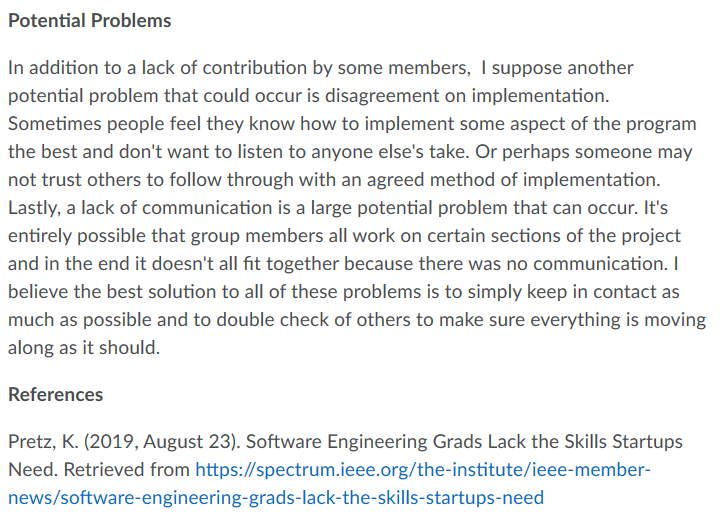 Potential Problems
In addition to a lack of contribution by some members,  I suppose another
potential problem that could occur is disagreement on implementation.
Sometimes people feel they know how to implement some aspect of the program
the best and don't want to listen to anyone else's take. Or perhaps someone may
not trust others to follow through with an agreed method of implementation.
Lastly, a lack of communication is a large potential problem that can occur. It's
entirely possible that group members all work on certain sections of the project
and in the end it doesn't all fit together because there was no communication. I
believe the best solution to all of these problems is to simply keep in contact as
much as possible and to double check of others to make sure everything is moving
along as it should.
References
Pretz, K. (2019, August 23). Software Engineering Grads Lack the Skills Startups
Need. Retrieved from https://spectrum.ieee.org/the-institute/ieee-member-
news/software-engineering-grads-lack-the-skills-startups-need